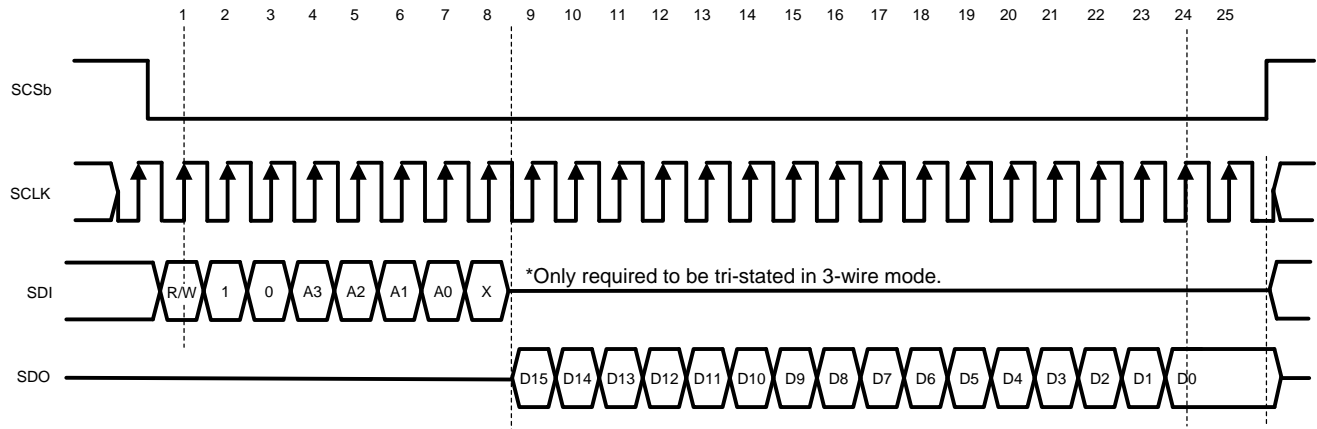 1 2 3 4 5 6 7 8 9 10 11 12 13 14 15 16 17 18 19 20 21 22 23 24 25
SCSb
SCLK
SDI R/W 1 0 A3 A2 A1 A0 X *Only required to be tri-stated in 3-wire mode.
SDO D15 D14 D13 D12 D11 D10 D9 D8 D7 D6 D5 D4 D3 D2 D1 D0